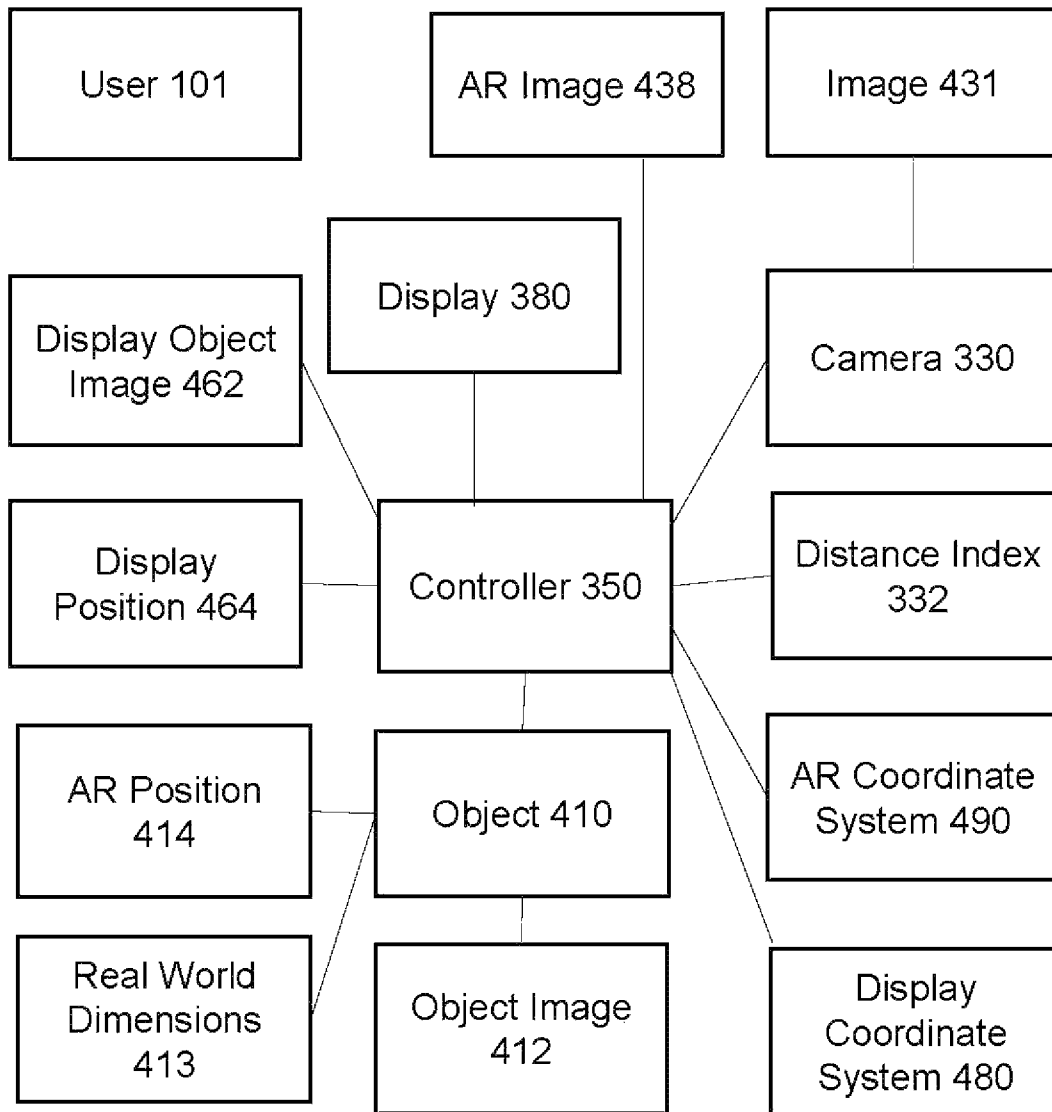 User 101
AR Image 438
Image 431
Display 380
Display Object
Image 462
Camera 330
Display
Position 464
Controller 350
Distance Index
332
AR Position
414
Object 410
AR Coordinate
System 490
Real World
Dimensions
413
Object Image
412
Display
Coordinate
System 480